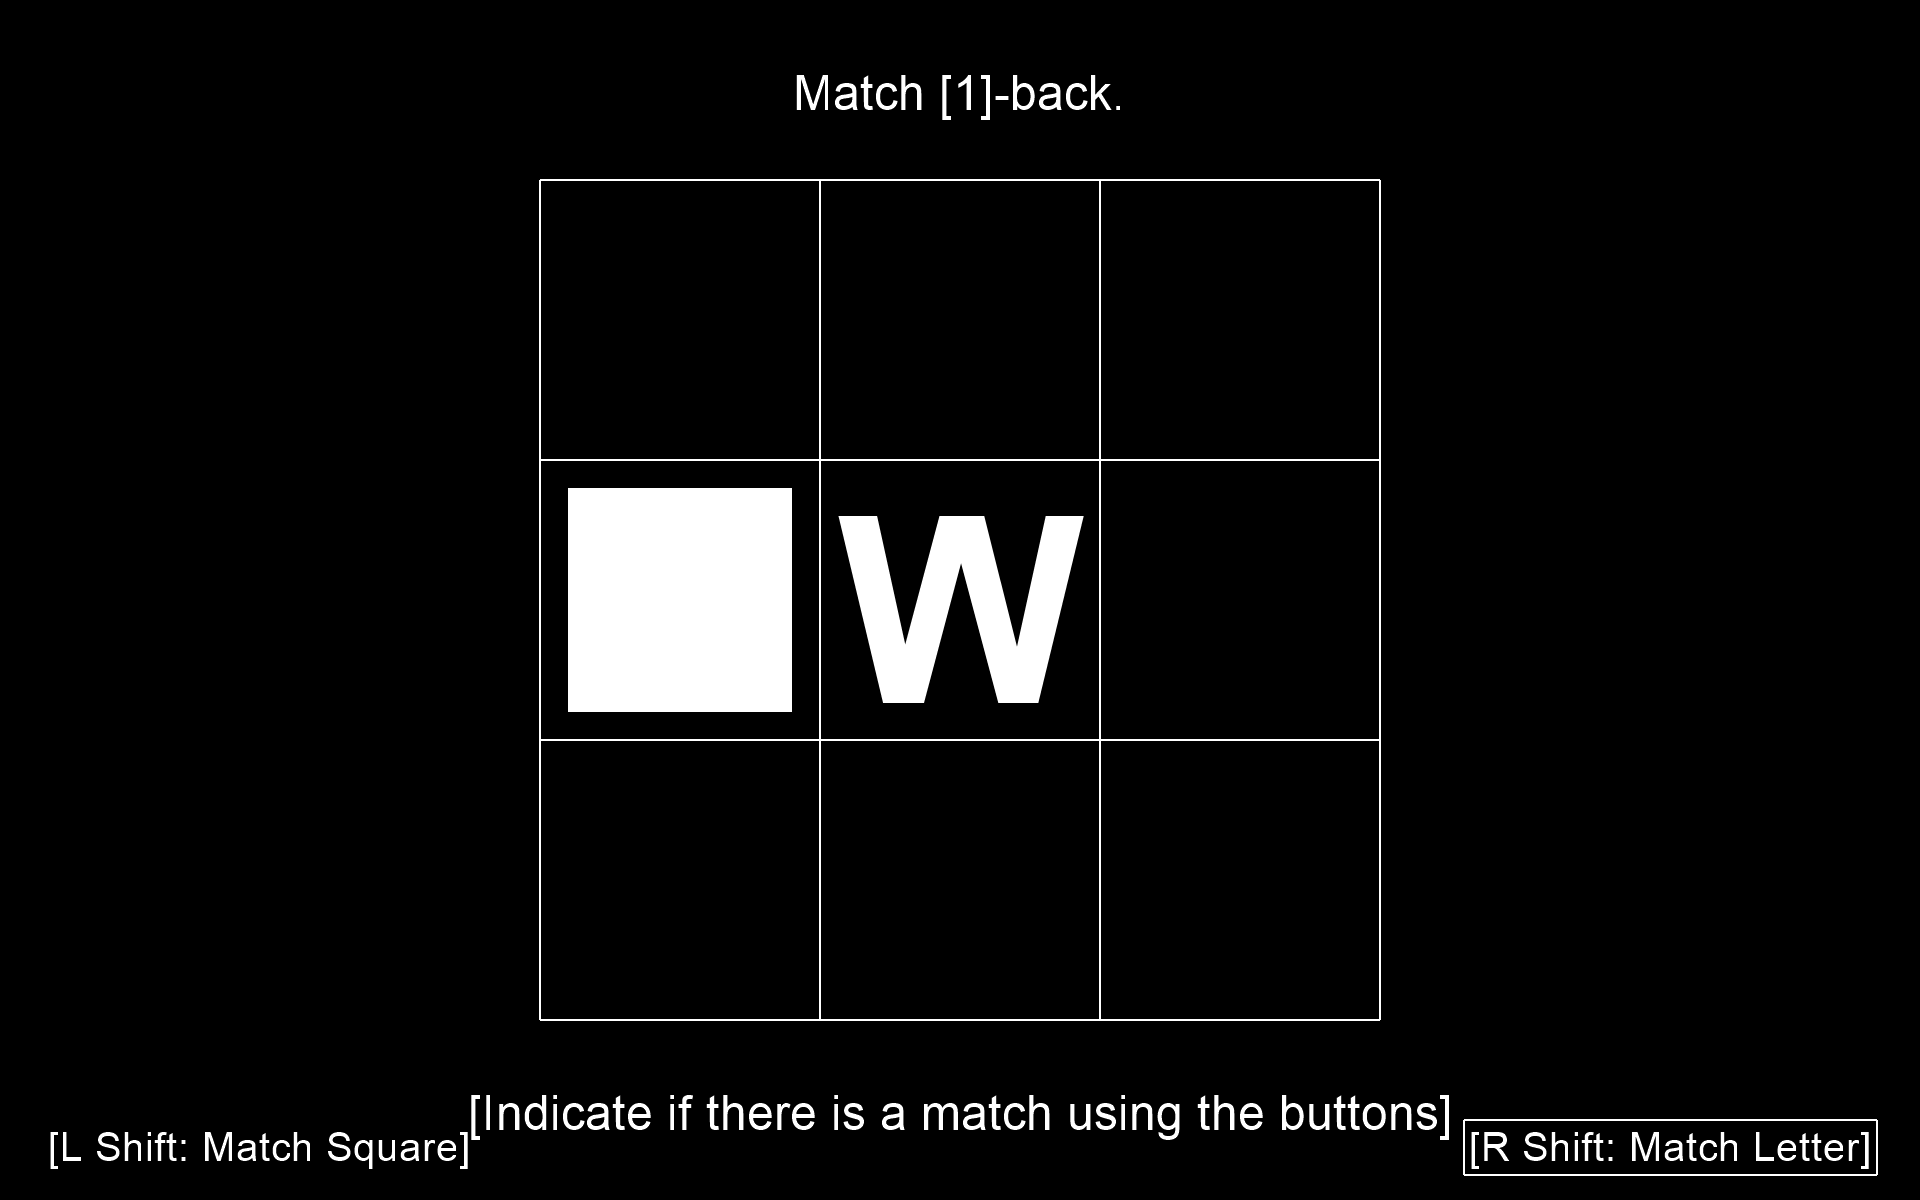 Match [1]-back.
W
[Indicate if there is a match using the buttons]
[L Shift: Match Square]
[R Shift: Match Letter]